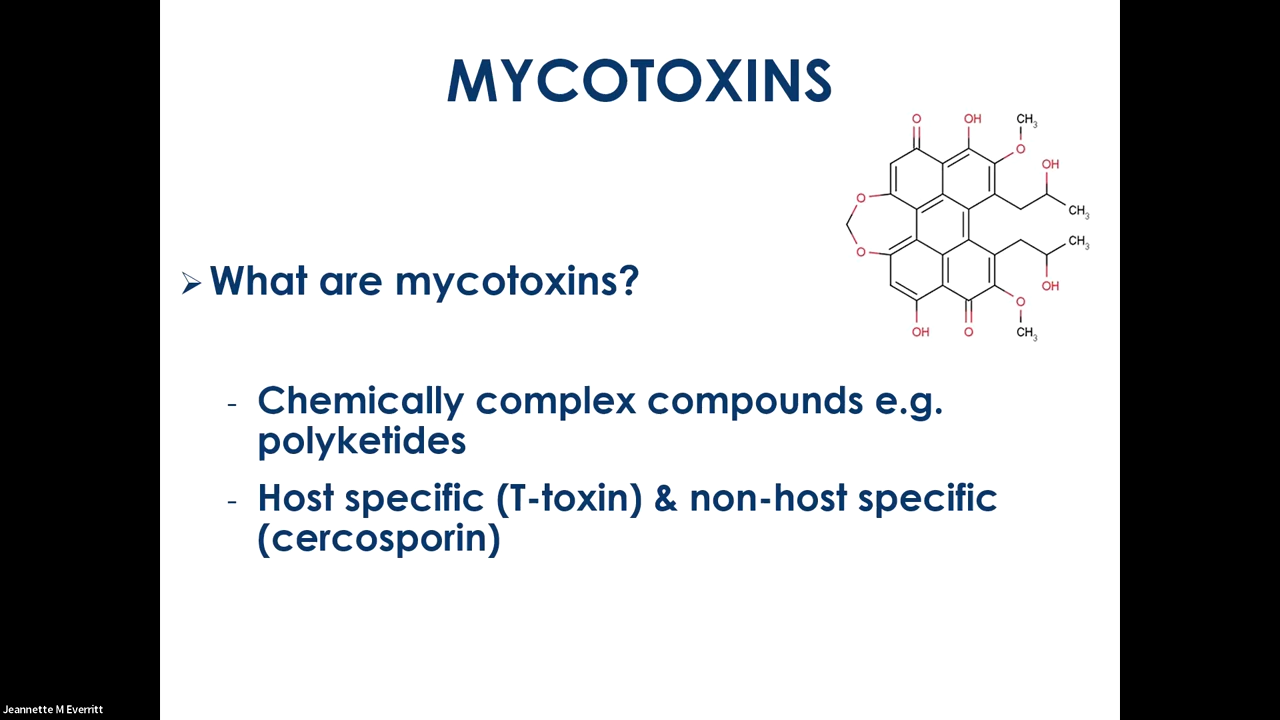 MYCOTOXINS
O
OH
CH3
O
OH
O
CH3
CH3
O
OH
O
OH
O
CH3
➢ What are mycotoxins?
- Chemically complex compounds e.g.
polyketides
- Host specific (T-toxin) & non-host specific
(cercosporin)
Jeannette M Everritt